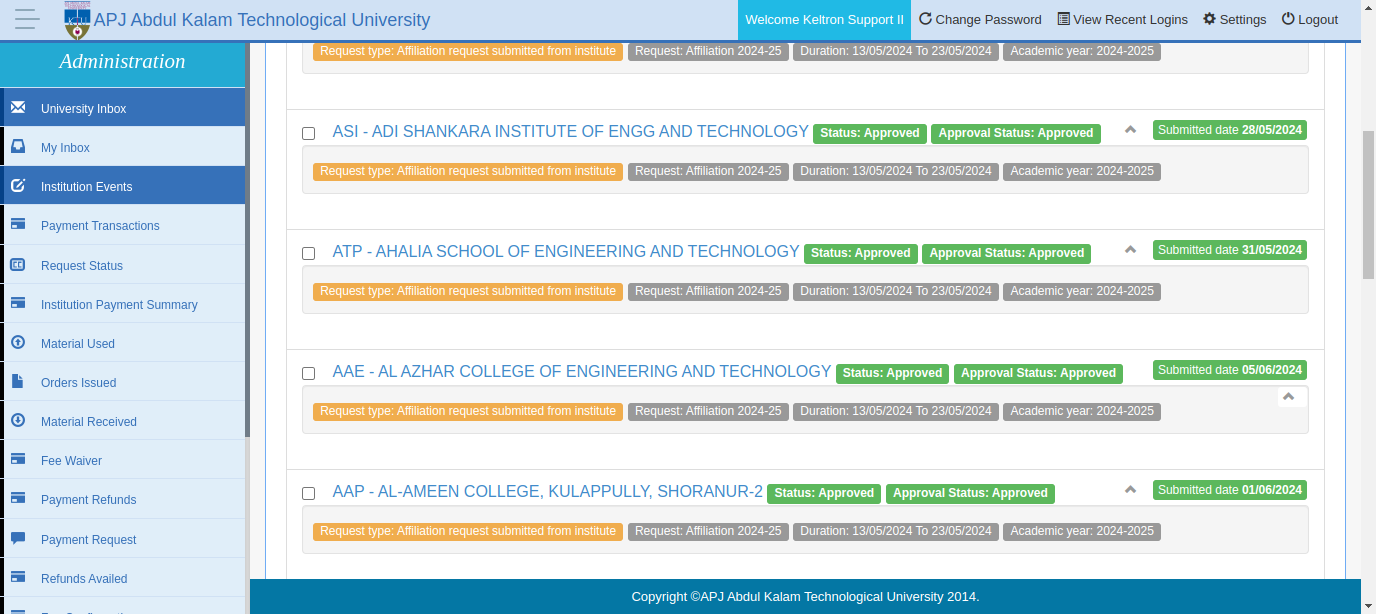 APJ Abdul Kalam Technological University
Welcome Keltron Support II Change Password View Recent Logins Settings Logout
Administration
University Inbox
My Inbox
Institution Events
Payment Transactions
Request Status
Institution Payment Summary
Material Used
Orders Issued
Material Received
Fee Waiver
Payment Refunds
Payment Request
Refunds Availed
Request type: Affiliation request submitted from institute Request: Affiliation 2024-25 Duration: 13/05/2024 To 23/05/2024 Academic year: 2024-2025
ASI - ADI SHANKARA INSTITUTE OF ENGG AND TECHNOLOGY Status: Approved Approval Status: Approved Submitted date 28/05/2024
Request type: Affiliation request submitted from institute Request: Affiliation 2024-25 Duration: 13/05/2024 To 23/05/2024 Academic year: 2024-2025
ATP - AHALIA SCHOOL OF ENGINEERING AND TECHNOLOGY Status: Approved Approval Status: Approved Submitted date 31/05/2024
Request type: Affiliation request submitted from institute Request: Affiliation 2024-25 Duration: 13/05/2024 To 23/05/2024 Academic year: 2024-2025
AAE - AL AZHAR COLLEGE OF ENGINEERING AND TECHNOLOGY Status: Approved Approval Status: Approved Submitted date 05/06/2024
Request type: Affiliation request submitted from institute Request: Affiliation 2024-25 Duration: 13/05/2024 To 23/05/2024 Academic year: 2024-2025
AAP - AL-AMEEN COLLEGE, KULAPPULLY, SHORANUR-2 Status: Approved Approval Status: Approved Submitted date 01/06/2024
Request type: Affiliation request submitted from institute Request: Affiliation 2024-25 Duration: 13/05/2024 To 23/05/2024 Academic year: 2024-2025
Copyright ©APJ Abdul Kalam Technological University 2014.